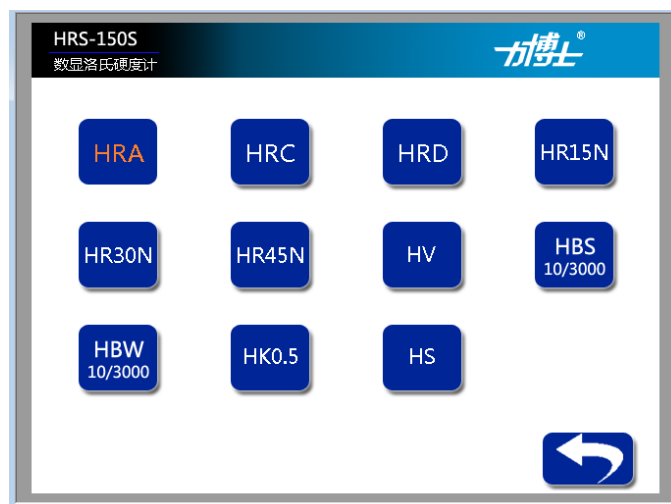 HRS-150S
数显洛氏硬度计
力博士®
HRA
HRC
HRD
HR15N
HR30N
HR45N
HV
HBS
10/3000
HBW
10/3000
HK0.5
HS